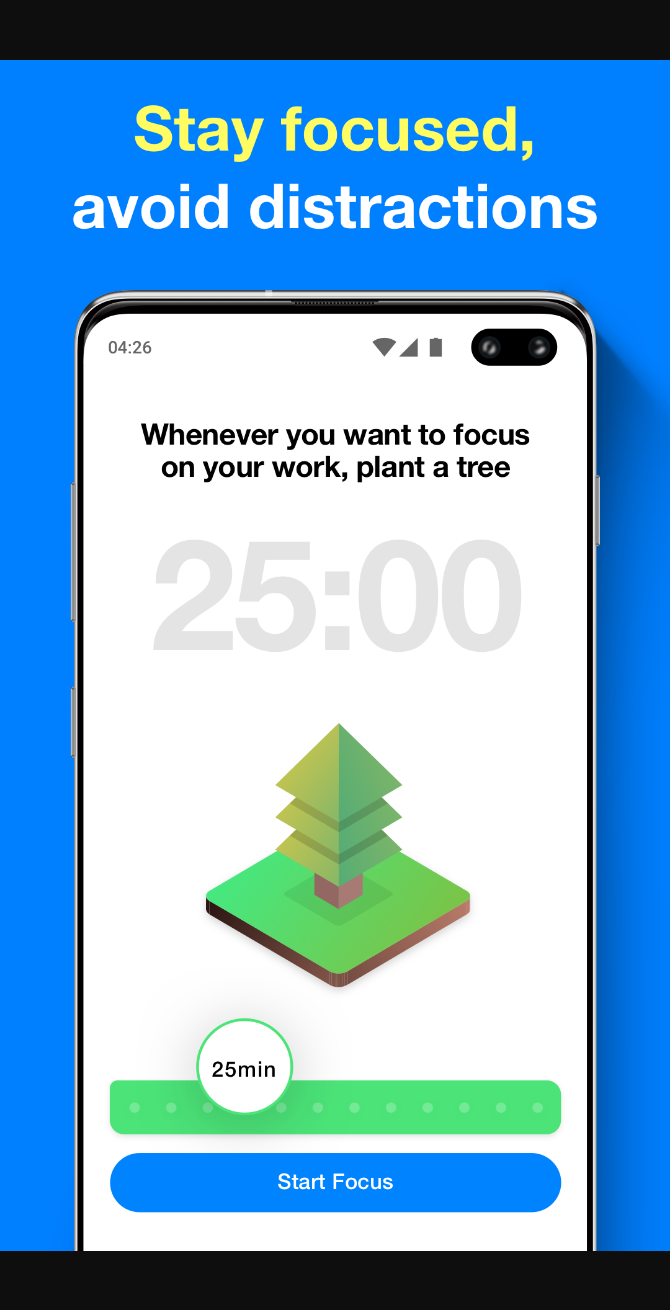 Stay focused,
avoid distractions
04:26
Whenever you want to focus
on your work, plant a tree
25:00
25min
Start Focus